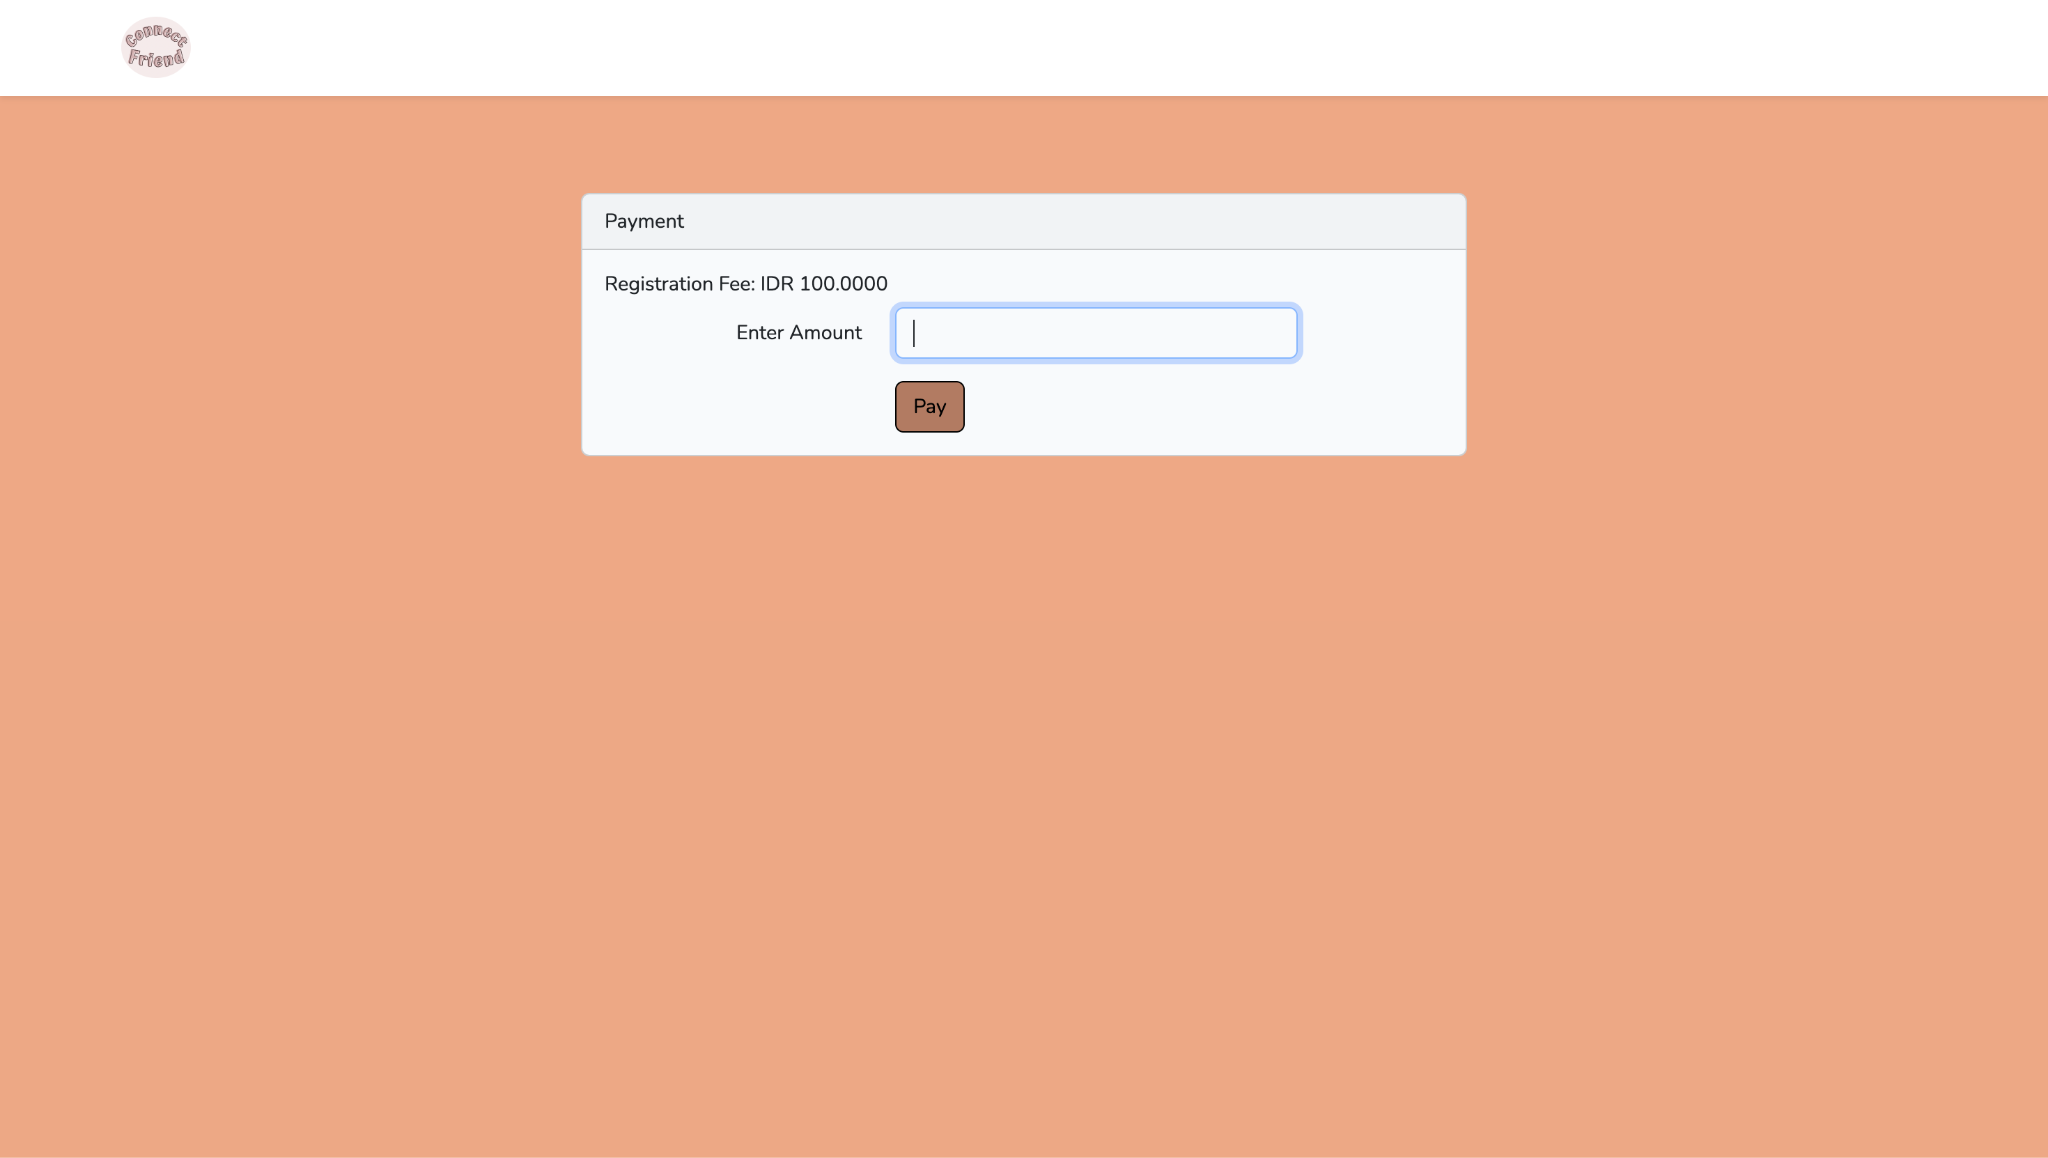 Connect
Friend
Payment
Registration Fee: IDR 100.0000
Enter Amount
Pay